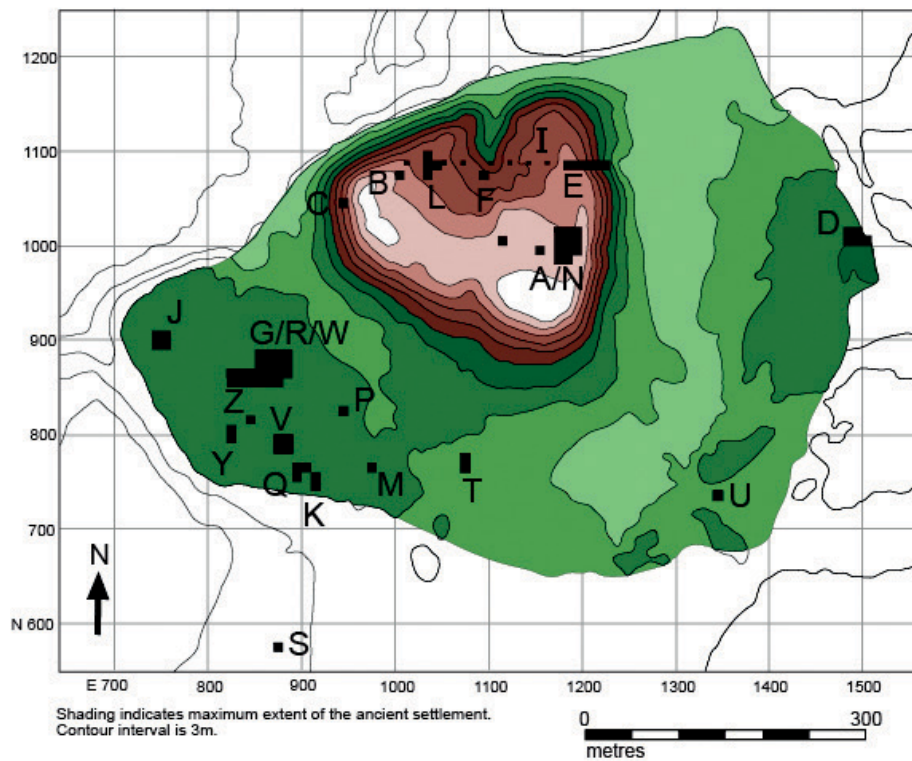 1200
1100
I
B
L
F
E
C
1000
D
A/N
J
900
G/R/W
Z
P
V
800
Y
Q
M
T
U
K
700
N
N 600
S
E 700
800
900
1000
1100
1200
1300
1400
1500
Shading indicates maximum extent of the ancient settlement.
Contour interval is 3m.
0
300
metres